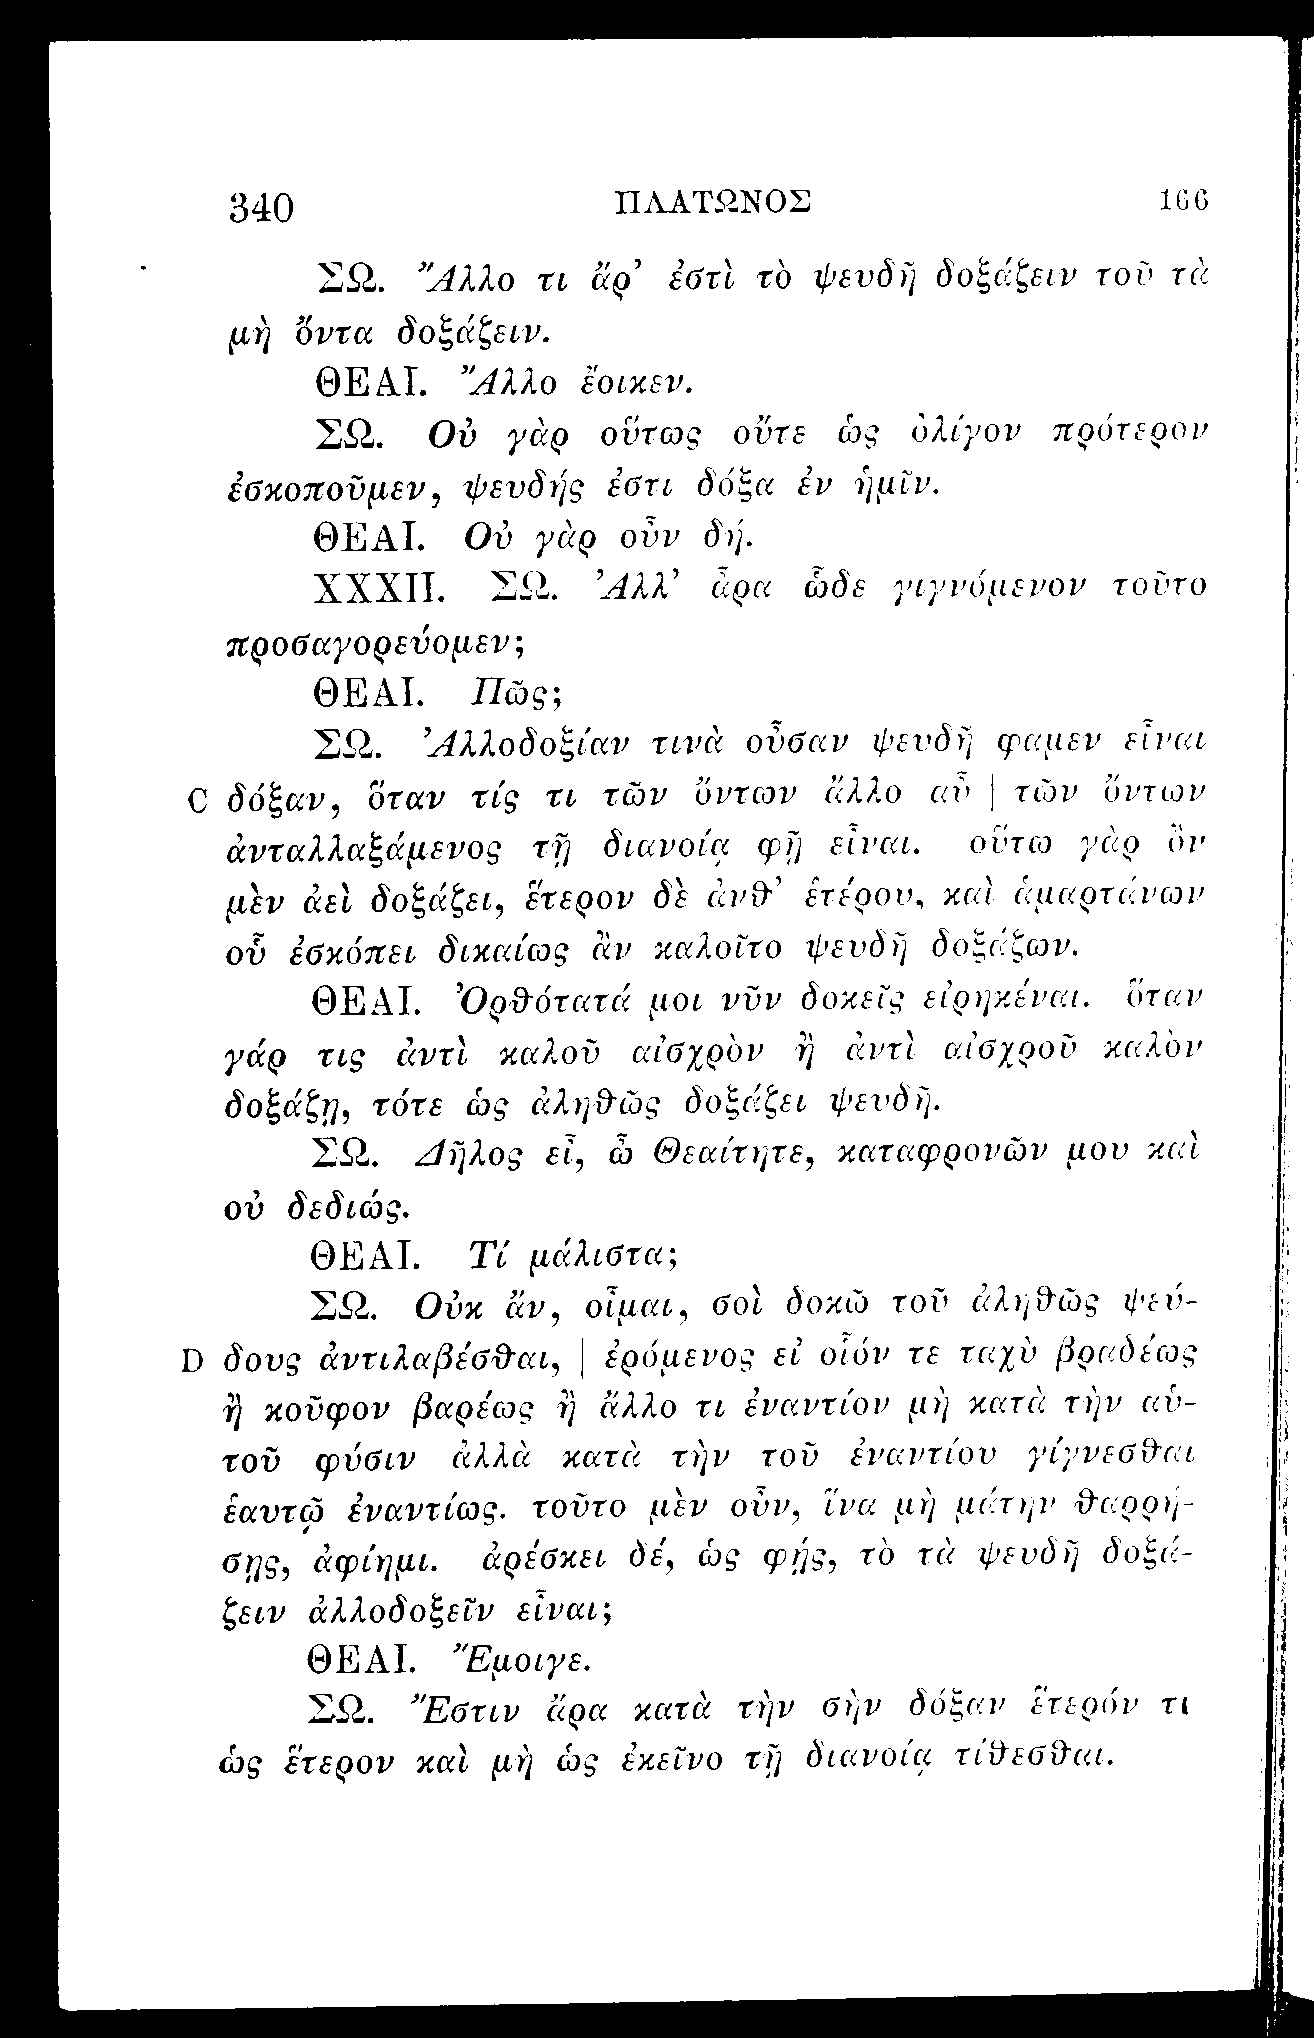 340 ΠΛΑΤΩΝΟΣ 166
ΣΩ. Ἄλλο τι ἄρ’ ἐστὶ τὸ ψευδῆ δοξάζειν τοῦ τὰ
μὴ ὄντα δοξάζειν.
ΘΕΑΙ. Ἄλλο ἔοικεν.
ΣΩ. Οὐ γὰρ οὕτως οὔτε ὡς ὀλίγον πρότερον
ἐσκοποῦμεν, ψευδής ἐστι δόξα ἐν ἡμῖν.
ΘΕΑΙ. Οὐ γὰρ οὖν δή.
XXXII. ΣΩ. Ἀλλ’ ἆρα ὧδε γιγνόμενον τοῦτο
προσαγορεύομεν;
ΘΕΑΙ. Πῶς;
ΣΩ. Ἀλλοδοξίαν τινὰ οὖσαν ψευδῆ φαμεν εἶναι
C δόξαν, ὅταν τίς τι τῶν ὄντων ἄλλο αὖ | τῶν ὄντων
ἀνταλλαξάμενος τῇ διανοίᾳ φῇ εἶναι. οὕτω γὰρ ὂν
μὲν ἀεὶ δοξάζει, ἕτερον δὲ ἀνθ’ ἑτέρου, καὶ ἁμαρτάνων
οὗ ἐσκόπει δικαίως ἂν καλοῖτο ψευδῆ δοξάζων.
ΘΕΑΙ. Ὀρθότατά μοι νῦν δοκεῖς εἰρηκέναι. ὅταν
γάρ τις ἀντὶ καλοῦ αἰσχρὸν ἢ ἀντὶ αἰσχροῦ καλὸν
δοξάζῃ, τότε ὡς ἀληθῶς δοξάζει ψευδῆ.
ΣΩ. Δῆλος εἶ, ὦ Θεαίτητε, καταφρονῶν μου καὶ
οὐ δεδιώς.
ΘΕΑΙ. Τί μάλιστα;
ΣΩ. Οὐκ ἄν, οἶμαι, σοὶ δοκῶ τοῦ ἀληθῶς ψεύ-
D δους ἀντιλαβέσθαι, | ἐρόμενος εἰ οἷόν τε ταχὺ βραδέως
ἢ κοῦφον βαρέως ἢ ἄλλο τι ἐναντίον μὴ κατὰ τὴν αὑ-
τοῦ φύσιν ἀλλὰ κατὰ τὴν τοῦ ἐναντίου γίγνεσθαι
ἑαυτῷ ἐναντίως. τοῦτο μὲν οὖν, ἵνα μὴ μάτην θαρρή-
σῃς, ἀφίημι. ἀρέσκει δέ, ὡς φῄς, τὸ τὰ ψευδῆ δοξά-
ζειν ἀλλοδοξεῖν εἶναι;
ΘΕΑΙ. Ἔμοιγε.
ΣΩ. Ἔστιν ἄρα κατὰ τὴν σὴν δόξαν ἕτερόν τι
ὡς ἕτερον καὶ μὴ ὡς ἐκεῖνο τῇ διανοίᾳ τίθεσθαι.